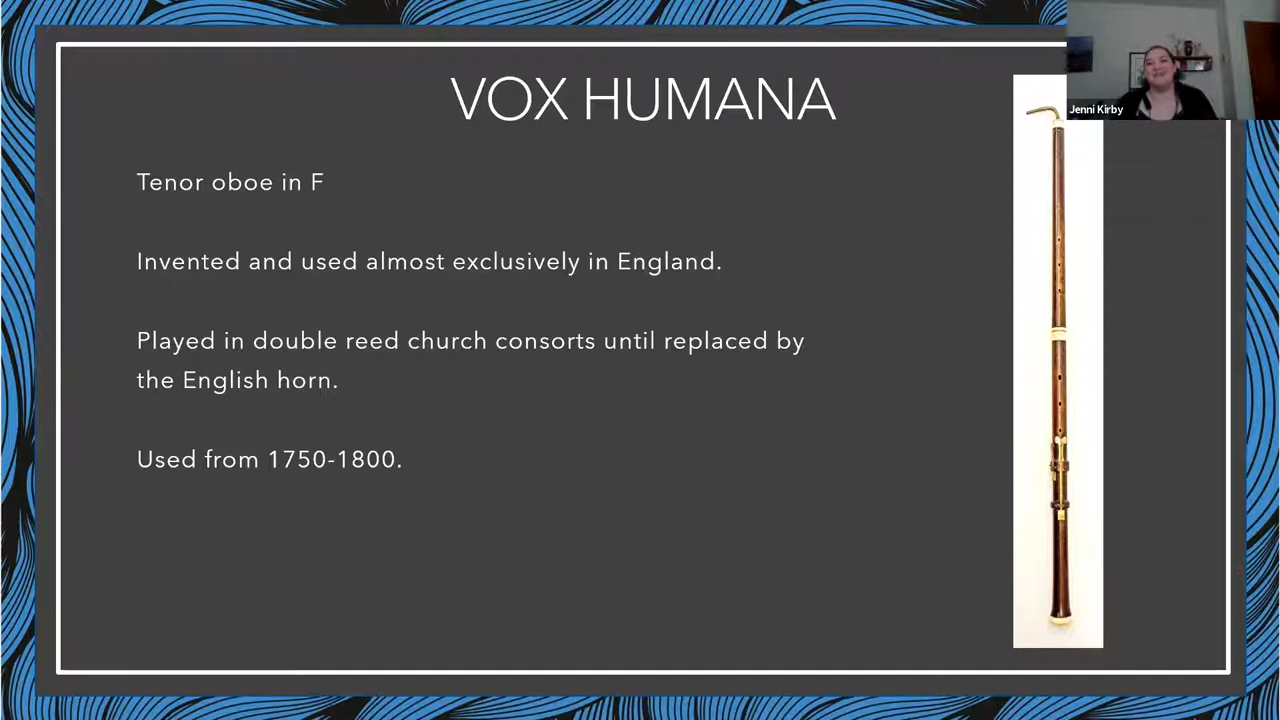 VOX HUMANA
Jenni Kirby
Tenor oboe in F
Invented and used almost exclusively in England.
Played in double reed church consorts until replaced by
the English horn.
Used from 1750-1800.